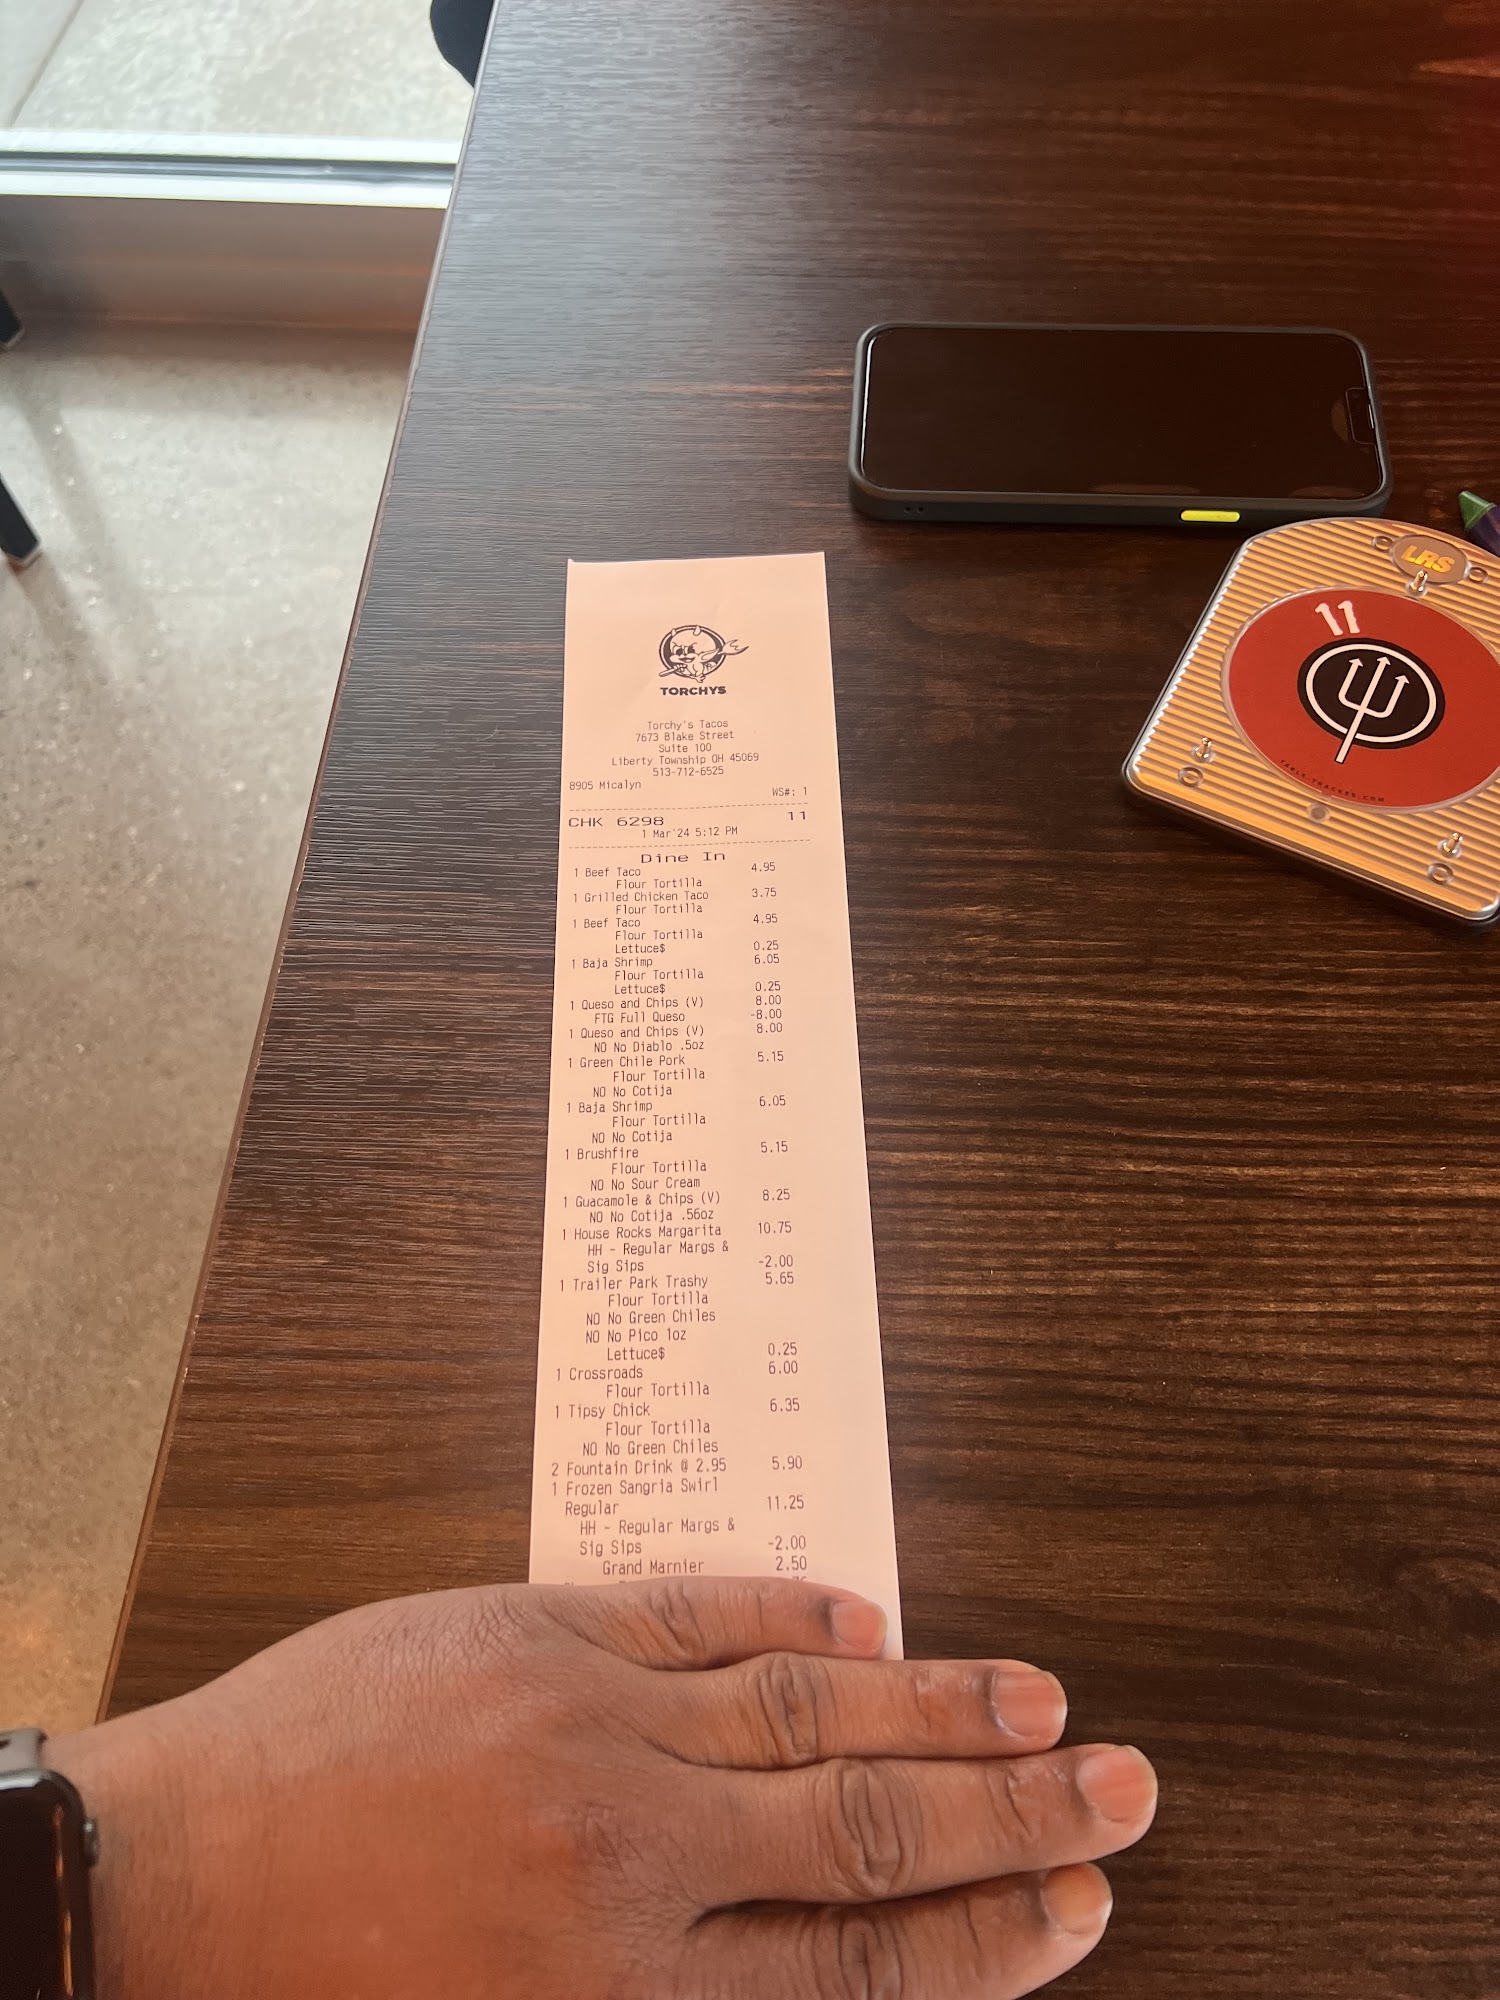 TORCHYS
Torchy's Tacos
7673 Blake Street
Suite 100
Liberty Township OH 45069
513-712-6525
8905 Micalyn
WS#: 1
CHK 6298 11
1 Mar'24 5:12 PM
Dine In
1 Beef Taco 4.95
Flour Tortilla
1 Grilled Chicken Taco 3.75
Flour Tortilla
1 Beef Taco 4.95
Flour Tortilla
Lettuce$ 0.25
1 Baja Shrimp 6.05
Flour Tortilla
Lettuce$ 0.25
1 Queso and Chips (V) 8.00
FTG Full Queso -8.00
1 Queso and Chips (V) 8.00
NO No Diablo .5oz
1 Green Chile Pork 5.15
Flour Tortilla
NO No Cotija
1 Baja Shrimp 6.05
Flour Tortilla
NO No Cotija
1 Brushfire 5.15
Flour Tortilla
NO No Sour Cream
1 Guacamole & Chips (V) 8.25
NO No Cotija .56oz
1 House Rocks Margarita 10.75
HH - Regular Margs &
Sig Sips -2.00
1 Trailer Park Trashy 5.65
Flour Tortilla
NO No Green Chiles
NO No Pico 1oz
Lettuce$ 0.25
1 Crossroads 6.00
Flour Tortilla
1 Tipsy Chick 6.35
Flour Tortilla
NO No Green Chiles
2 Fountain Drink @ 2.95 5.90
1 Frozen Sangria Swirl
Regular 11.25
HH - Regular Margs &
Sig Sips -2.00
Grand Marnier 2.50
LRS
11
TABLE-TRACKER.COM